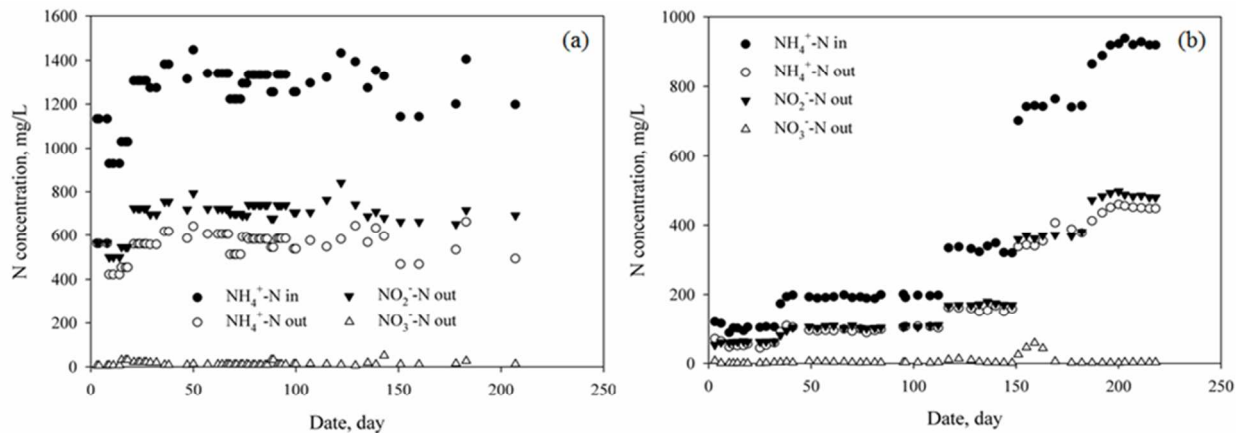 (a)
N concentration, mg/L
1600
1400
1200
1000
800
600
400
200
0
NH₄⁺-N in
NO₂⁻-N out
NH₄⁺-N out
NO₃⁻-N out
0 50 100 150 200 250
Date, day
(b)
N concentration, mg/L
1000
800
600
400
200
0
NH₄⁺-N in
NH₄⁺-N out
NO₂⁻-N out
NO₃⁻-N out
0 50 100 150 200 250
Date, day